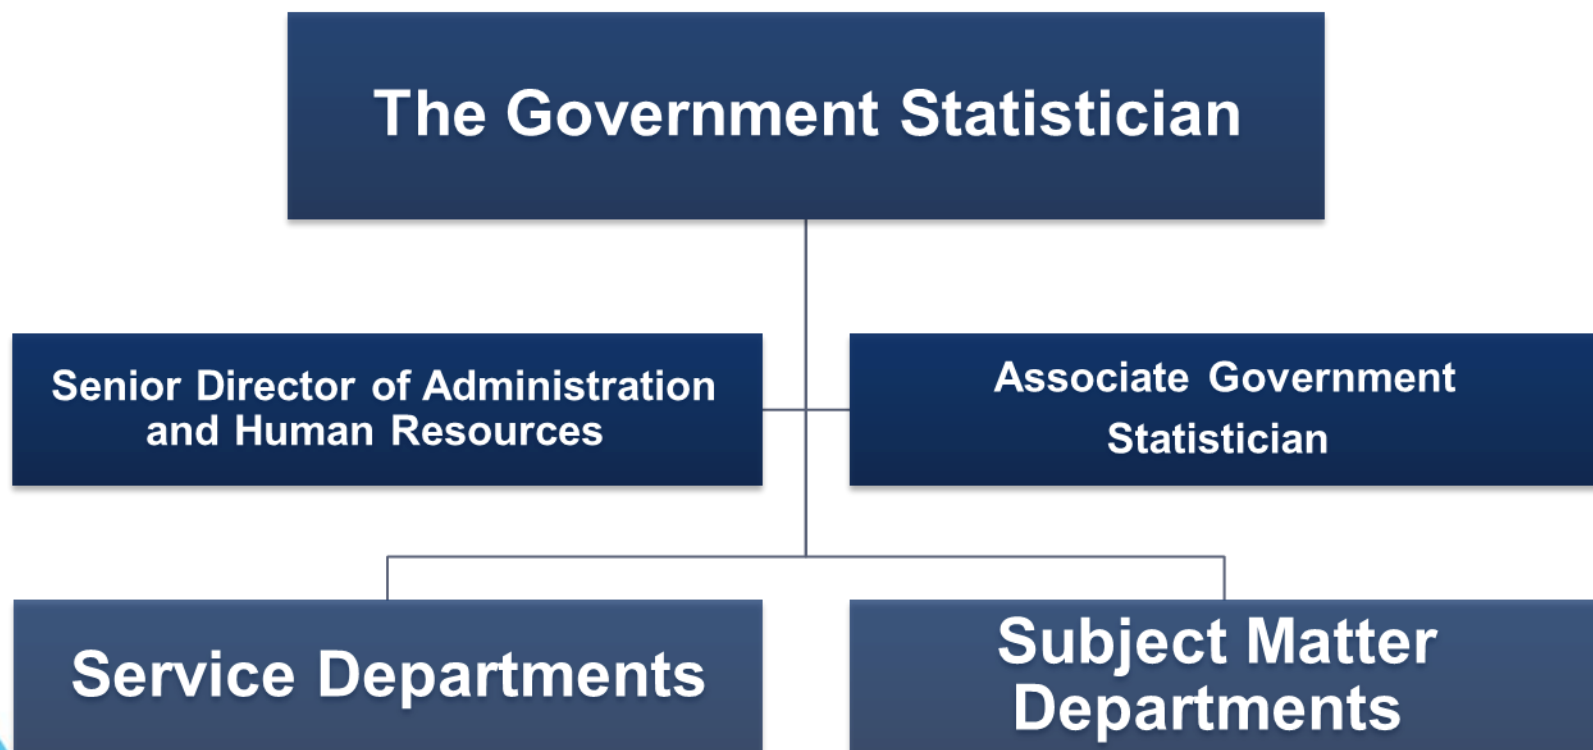 The Government Statistician
Senior Director of Administration
and Human Resources
Associate Government
Statistician
Service Departments
Subject Matter
Departments